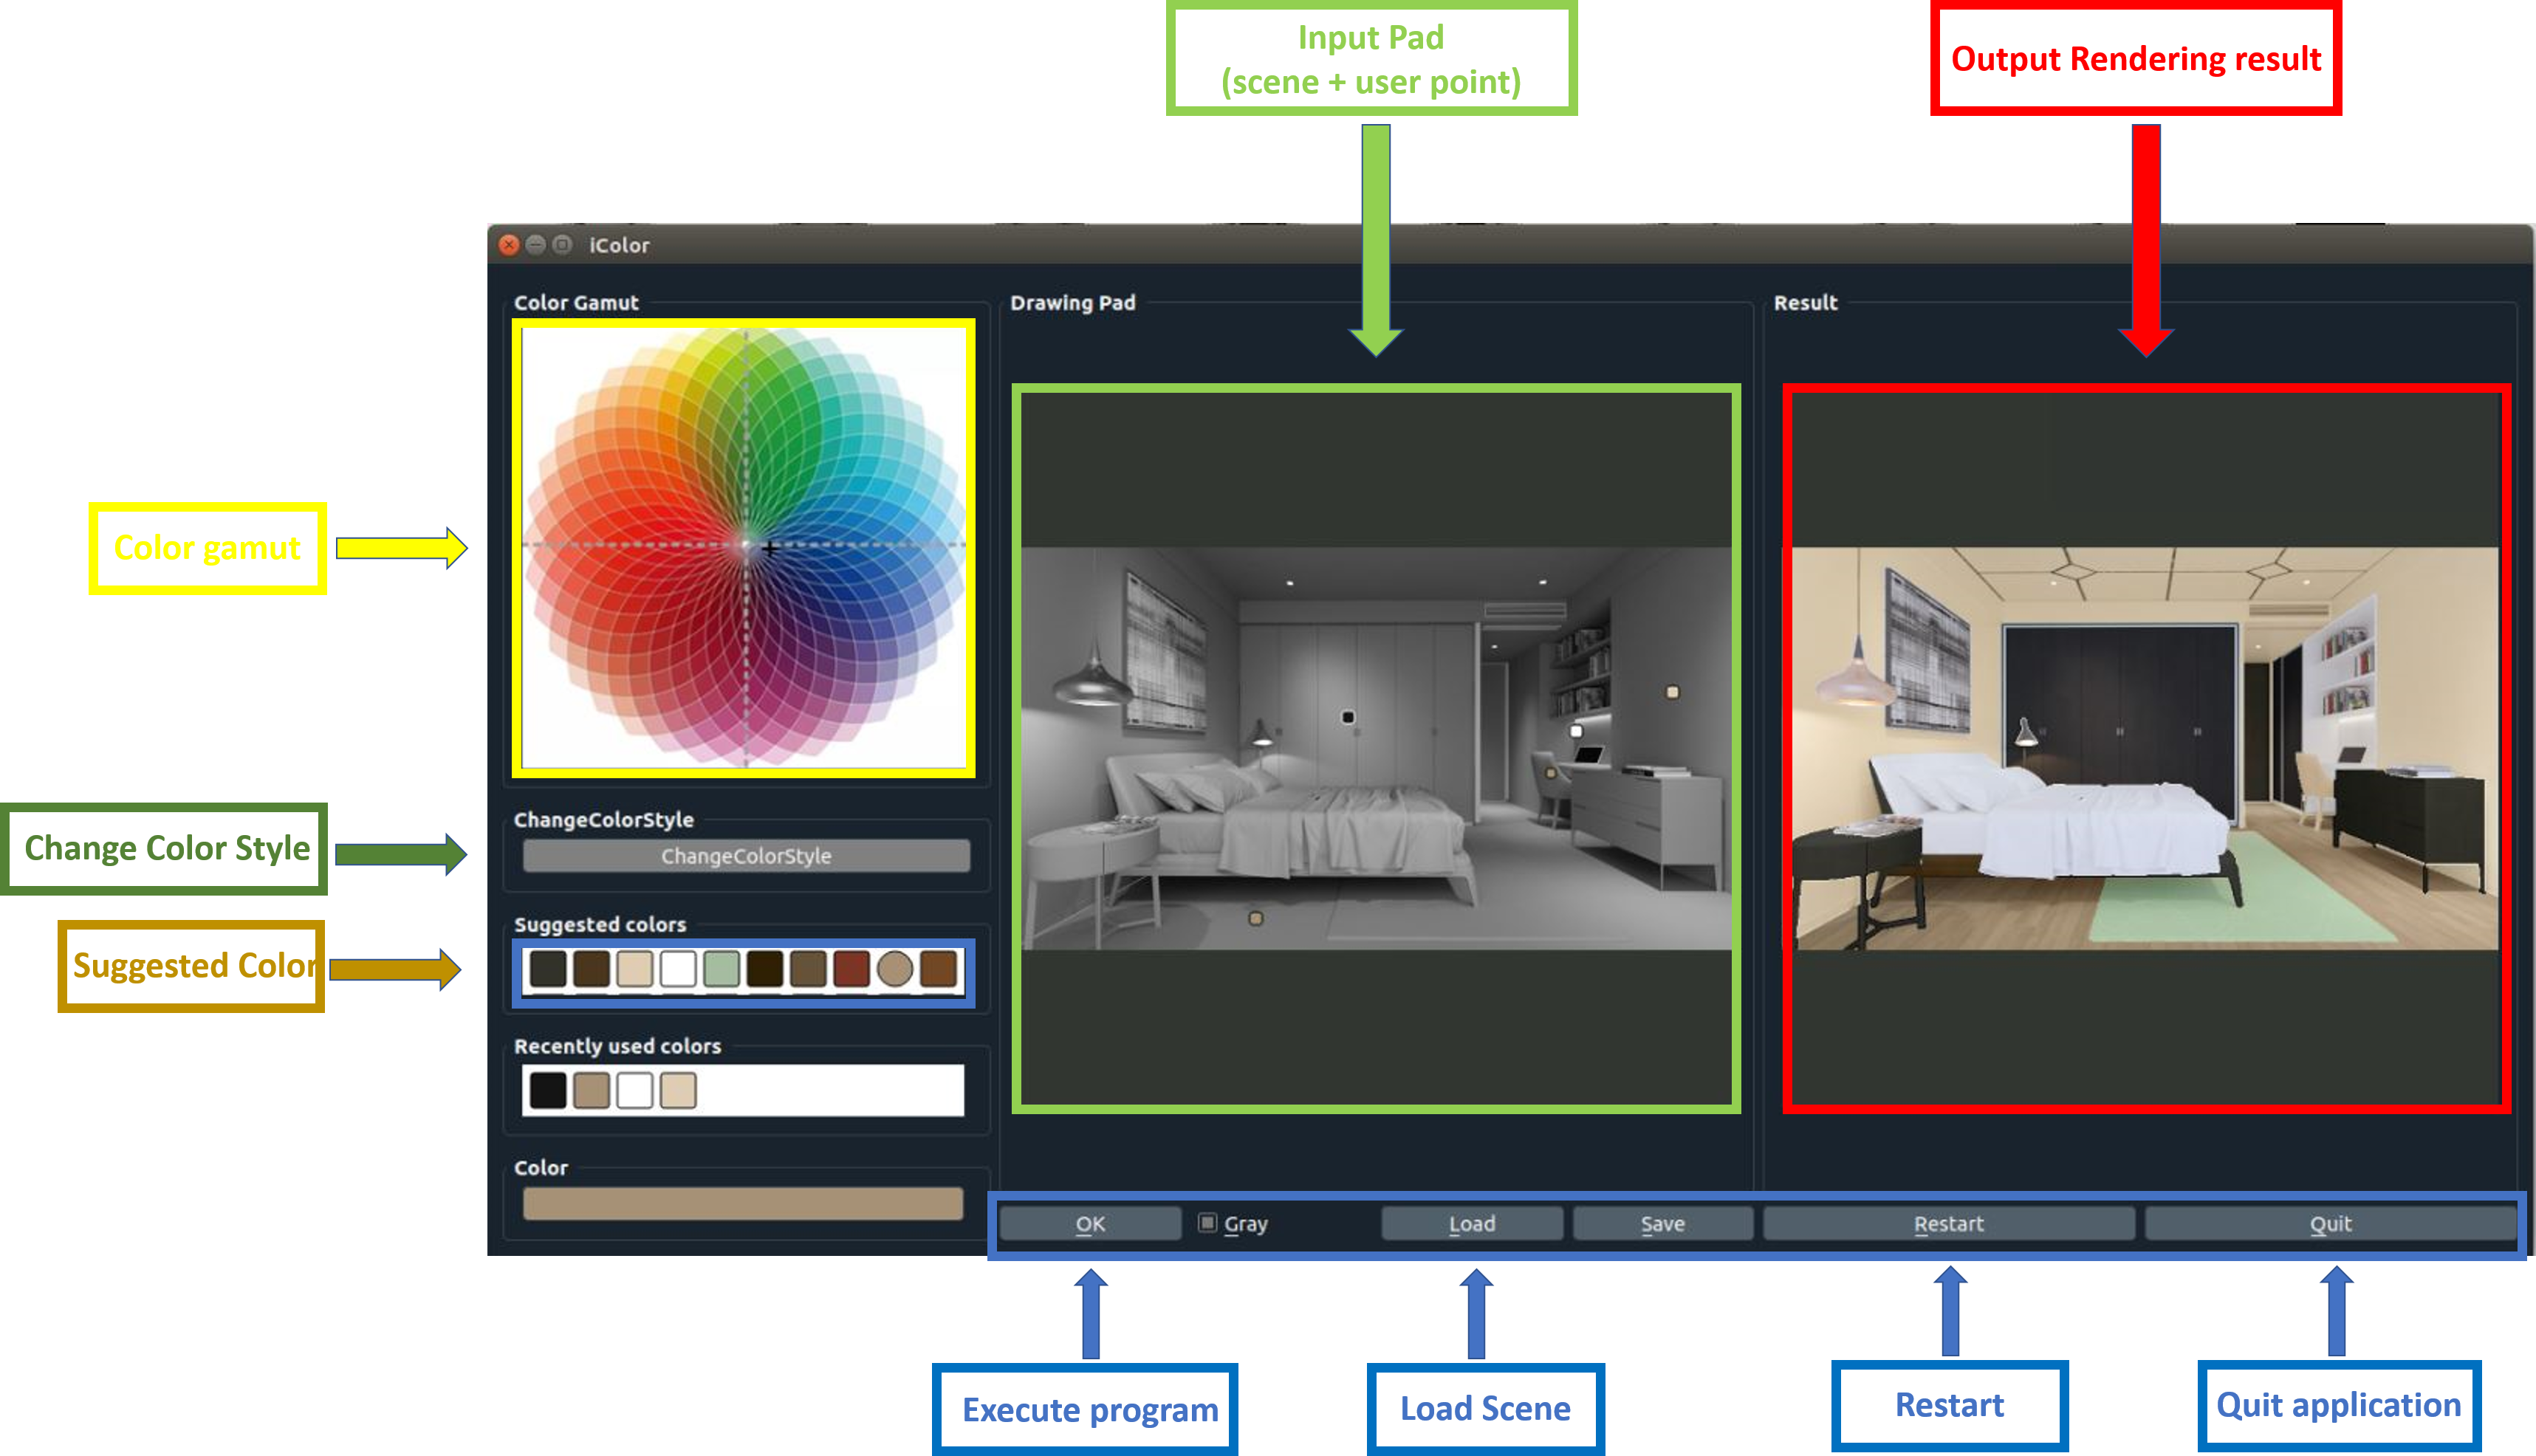 Input Pad
(scene + user point)
Output Rendering result
iColor
Color Gamut
Drawing Pad
Result
Color gamut
Change Color Style
ChangeColorStyle
ChangeColorStyle
Suggested Color
Suggested colors
Recently used colors
Color
OK
Gray
Load
Save
Restart
Quit
Execute program
Load Scene
Restart
Quit application